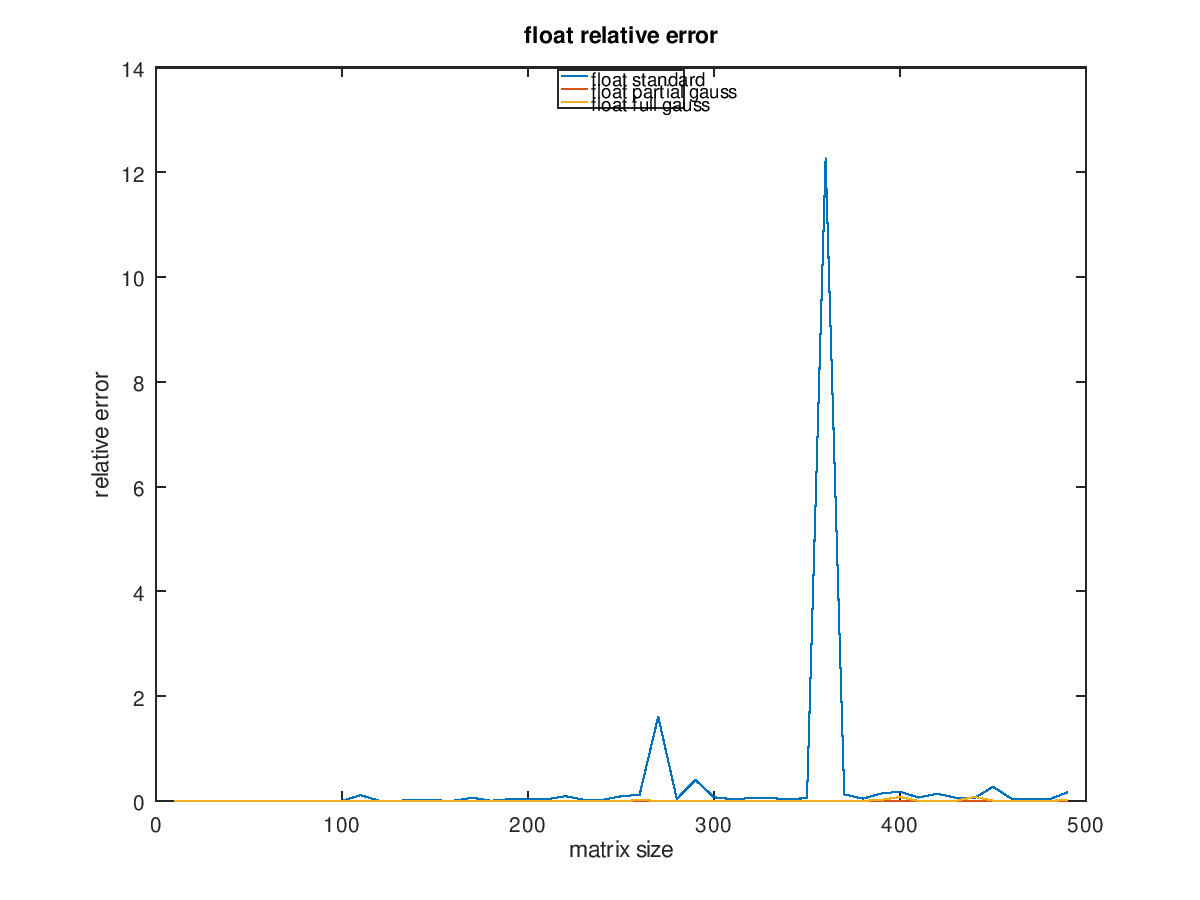 float relative error
float standard
float partial gauss
float full gauss
14
12
10
8
6
4
2
0
relative error
0 100 200 300 400 500
matrix size